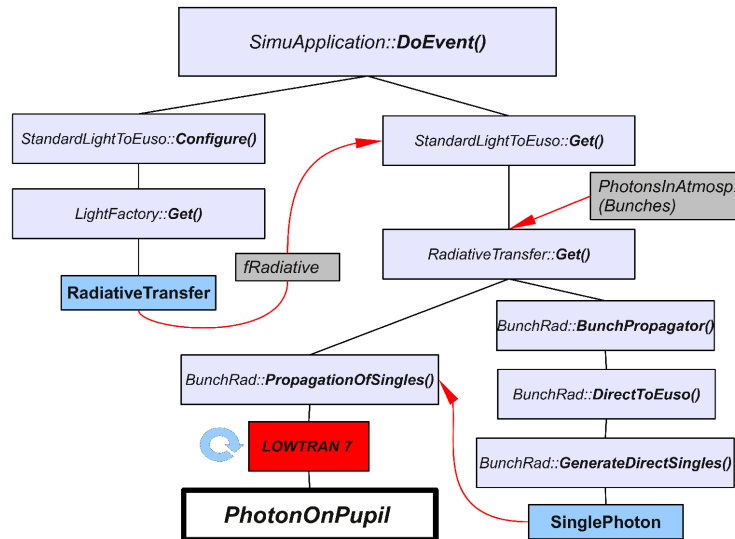 SimuApplication::DoEvent()
StandardLightToEuso::Configure()
StandardLightToEuso::Get()
LightFactory::Get()
PhotonsInAtmosp.
(Bunches)
fRadiative
RadiativeTransfer::Get()
RadiativeTransfer
BunchRad::BunchPropagator()
BunchRad::PropagationOfSingles()
BunchRad::DirectToEuso()
LOWTRAN 7
BunchRad::GenerateDirectSingles()
PhotonOnPupil
SinglePhoton